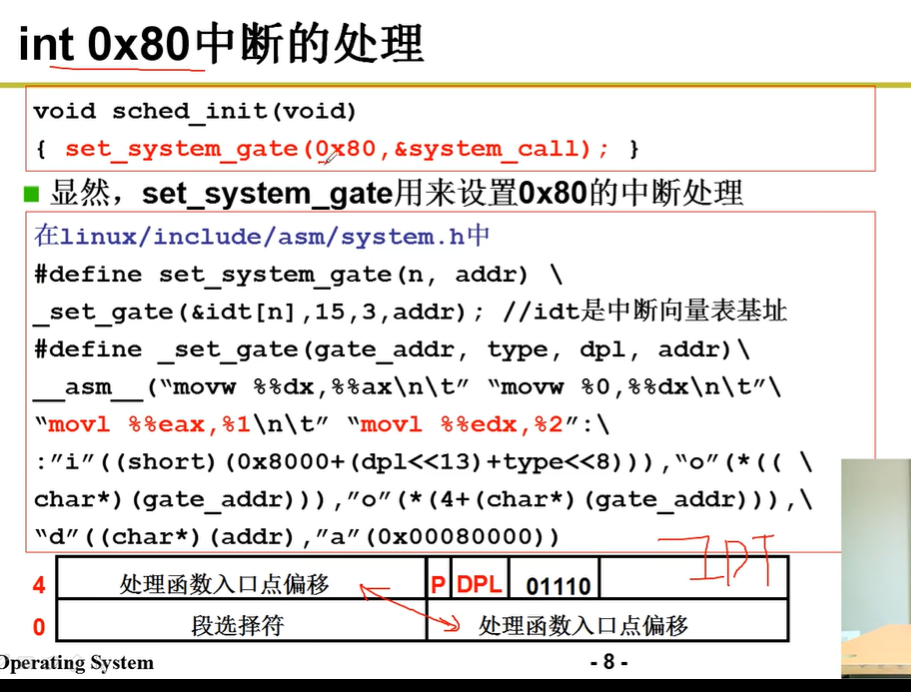 int 0x80中断的处理
void sched_init(void)
{ set_system_gate(0x80,&system_call); }
显然，set_system_gate用来设置0x80的中断处理
在linux/include/asm/system.h中
#define set_system_gate(n, addr) \
_set_gate(&idt[n],15,3,addr); //idt是中断向量表基址
#define _set_gate(gate_addr, type, dpl, addr)\
__asm__(“movw %%dx,%%ax\n\t” “movw %0,%%dx\n\t”\
“movl %%eax,%1\n\t” “movl %%edx,%2”:\
:”i”((short)(0x8000+(dpl<<13)+type<<8))),“o”(*(( \
char*)(gate_addr))),”o”(*(4+(char*)(gate_addr))),\
“d”((char*)(addr),”a”(0x00080000))
IDT
4 处理函数入口点偏移 P DPL 01110
0 段选择符 处理函数入口点偏移
Operating System - 8 -